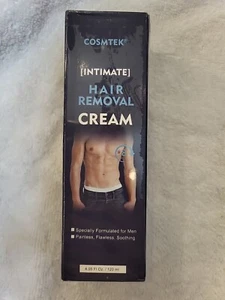 COSMTEK®
[INTIMATE]
HAIR
REMOVAL
CREAM
Specially Formulated for Men
Painless, Flawless, Soothing